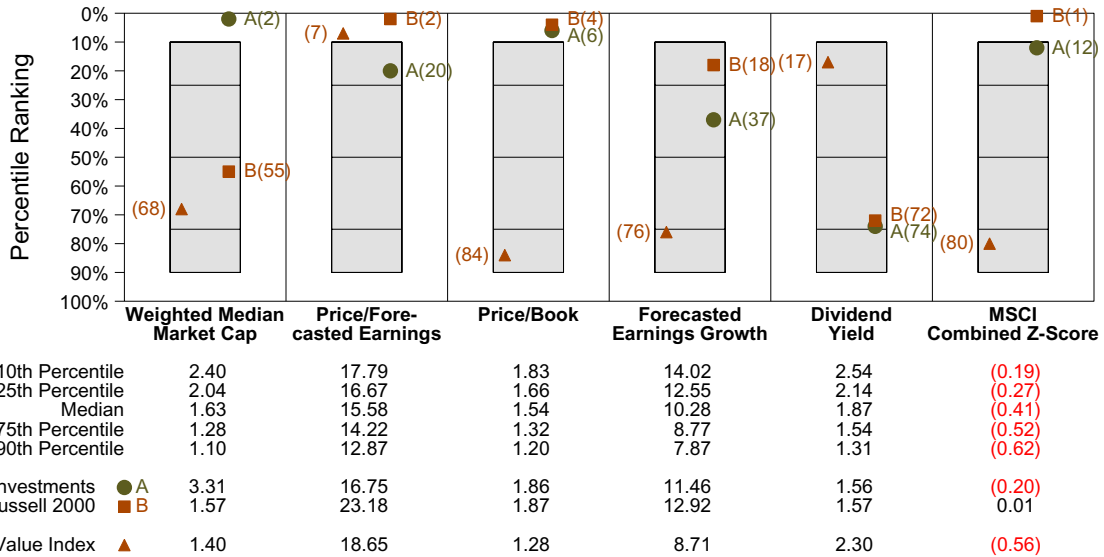 Percentile Ranking
0%
10%
20%
30%
40%
50%
60%
70%
80%
90%
100%
A(2)
B(55)
(68)
(7)
B(2)
A(20)
B(4)
A(6)
(84)
B(18)
A(37)
(76)
(17)
B(72)
A(74)
B(1)
A(12)
(80)
Weighted Median
Market Cap
Price/Fore-
casted Earnings
Price/Book
Forecasted
Earnings Growth
Dividend
Yield
MSCI
Combined Z-Score
10th Percentile 2.40 17.79 1.83 14.02 2.54 (0.19)
25th Percentile 2.04 16.67 1.66 12.55 2.14 (0.27)
Median 1.63 15.58 1.54 10.28 1.87 (0.41)
75th Percentile 1.28 14.22 1.32 8.77 1.54 (0.52)
90th Percentile 1.10 12.87 1.20 7.87 1.31 (0.62)
A 3.31 16.75 1.86 11.46 1.56 (0.20)
2000 B 1.57 23.18 1.87 12.92 1.57 0.01
Value Index 1.40 18.65 1.28 8.71 2.30 (0.56)